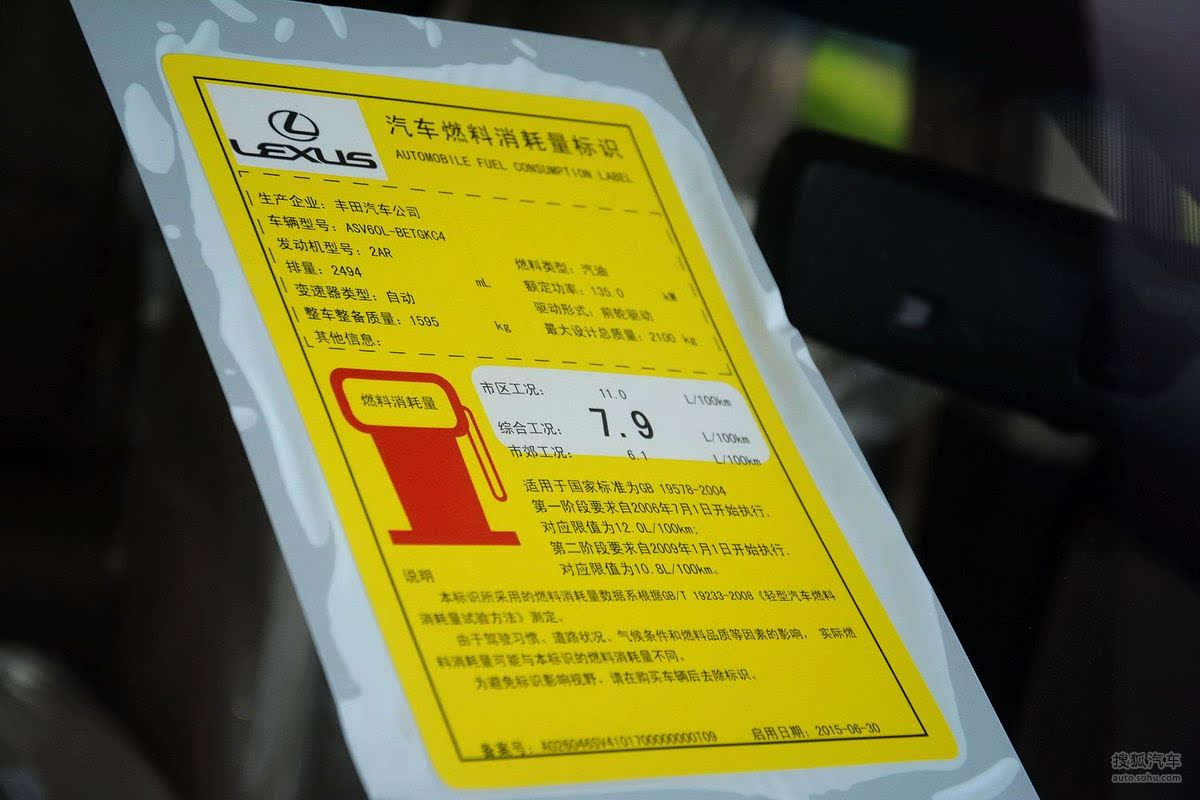 LEXUS
汽车燃料消耗量标识
AUTOMOBILE FUEL CONSUMPTION LABEL
生产企业: 丰田汽车公司
车辆型号: ASV60L-BETGKC4
发动机型号: 2AR
排量: 2494 mL
燃料类型: 汽油
变速器类型: 自动
额定功率: 135.0 kW
整车整备质量: 1595 kg
驱动形式: 前轮驱动
其他信息:
最大设计总质量: 2100 kg
燃料消耗量
市区工况: 11.0 L/100km
综合工况: 7.9 L/100km
市郊工况: 6.1 L/100km
适用于国家标准为GB 19578-2004
第一阶段要求自2006年7月1日开始执行,
对应限值为12.0L/100km;
第二阶段要求自2009年1月1日开始执行,
对应限值为10.8L/100km。
说明
本标识所采用的燃料消耗量数据系根据GB/T 19233-2008《轻型汽车燃料
消耗量试验方法》测定。
由于驾驶习惯、道路状况、气候条件和燃料品质等因素的影响, 实际燃
料消耗量可能与本标识的燃料消耗量不同。
为避免标识影响视野, 请在购买车辆后去除标识。
备案号: 启用日期: 2015-06-30
搜狐汽车
auto.sohu.com